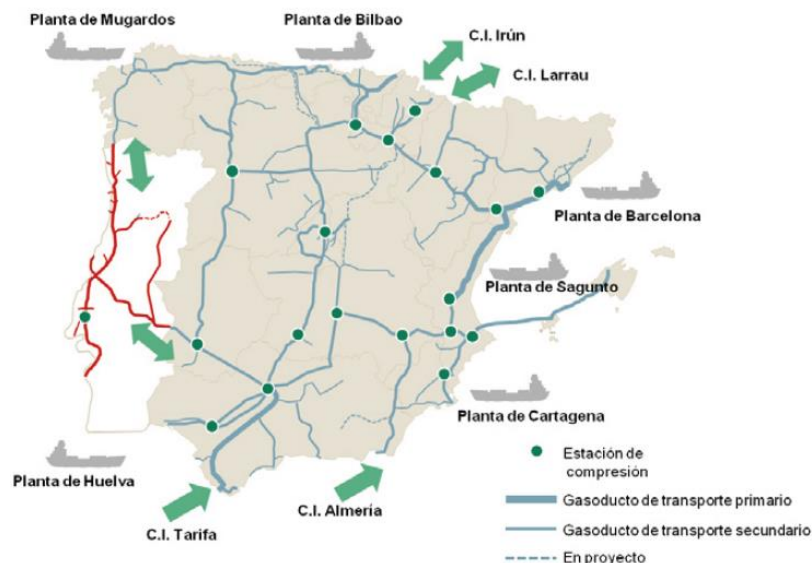 Planta de Mugardos
Planta de Bilbao
C.I. Irún
C.I. Larrau
Planta de Barcelona
Planta de Sagunto
Planta de Cartagena
Planta de Huelva
C.I. Tarifa
C.I. Almería
Estación de
compresión
Gasoducto de transporte primario
Gasoducto de transporte secundario
En proyecto